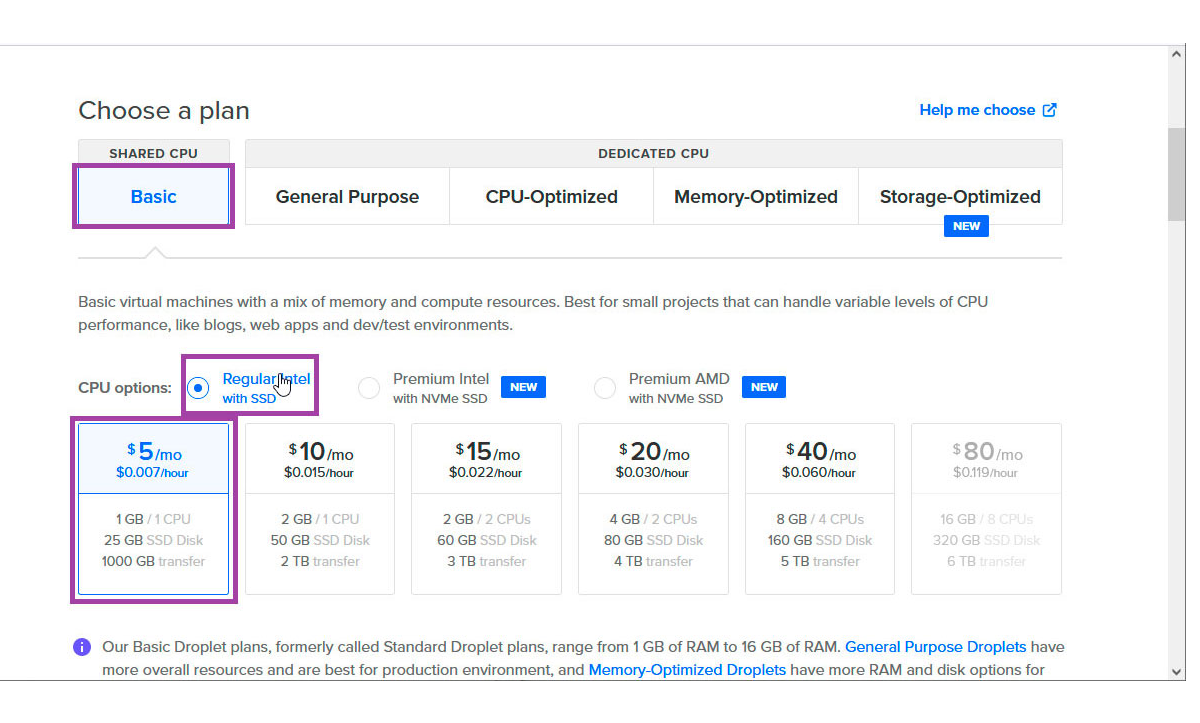 Choose a plan
Help me choose
SHARED CPU
DEDICATED CPU
Basic
General Purpose
CPU-Optimized
Memory-Optimized
Storage-Optimized
NEW
Basic virtual machines with a mix of memory and compute resources. Best for small projects that can handle variable levels of CPU
performance, like blogs, web apps and dev/test environments.
CPU options:
Regular Intel
with SSD
Premium Intel
with NVMe SSD
NEW
Premium AMD
with NVMe SSD
NEW
$5/mo
$0.007/hour
1 GB / 1 CPU
25 GB SSD Disk
1000 GB transfer
$10/mo
$0.015/hour
2 GB / 1 CPU
50 GB SSD Disk
2 TB transfer
$15/mo
$0.022/hour
2 GB / 2 CPUs
60 GB SSD Disk
3 TB transfer
$20/mo
$0.030/hour
4 GB / 2 CPUs
80 GB SSD Disk
4 TB transfer
$40/mo
$0.060/hour
8 GB / 4 CPUs
160 GB SSD Disk
5 TB transfer
$80/mo
$0.119/hour
16 GB / 8 CPUs
320 GB SSD Disk
6 TB transfer
Our Basic Droplet plans, formerly called Standard Droplet plans, range from 1 GB of RAM to 16 GB of RAM. General Purpose Droplets have
more overall resources and are best for production environment, and Memory-Optimized Droplets have more RAM and disk options for